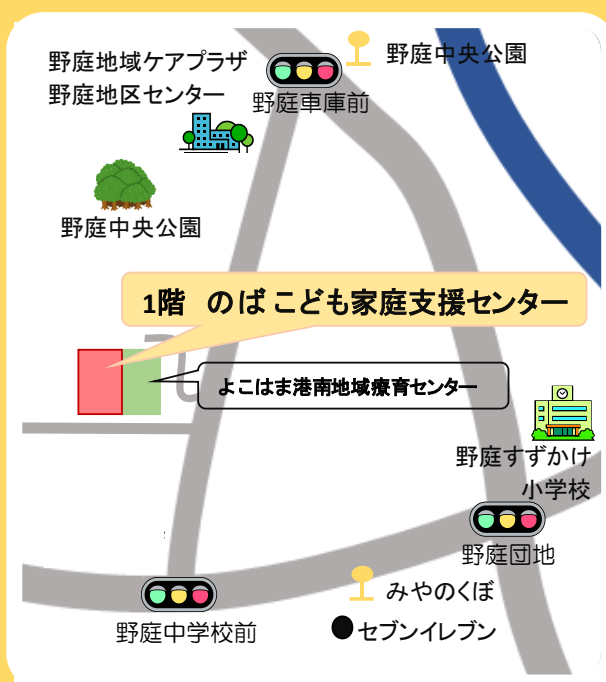 野庭地域ケアプラザ
野庭地区センター
野庭中央公園
野庭車庫前
野庭中央公園
1階 のばこども家庭支援センター
よこはま港南地域療育センター
野庭すずかけ
小学校
野庭団地
みやのくぼ
野庭中学校前
セブンイレブン